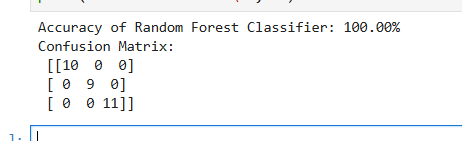 Accuracy of Random Forest Classifier: 100.00%
Confusion Matrix:
[[10  0  0]
[ 0  9  0]
[ 0  0 11]]